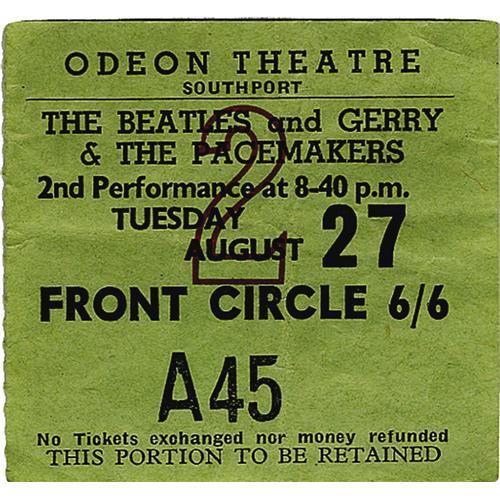 ODEON THEATRE
SOUTHPORT
THE BEATLES and GERRY
& THE PACEMAKERS
2nd Performance at 8-40 p.m.
TUESDAY
AUGUST 27
2
FRONT CIRCLE 6/6
A45
No Tickets exchanged nor money refunded
THIS PORTION TO BE RETAINED